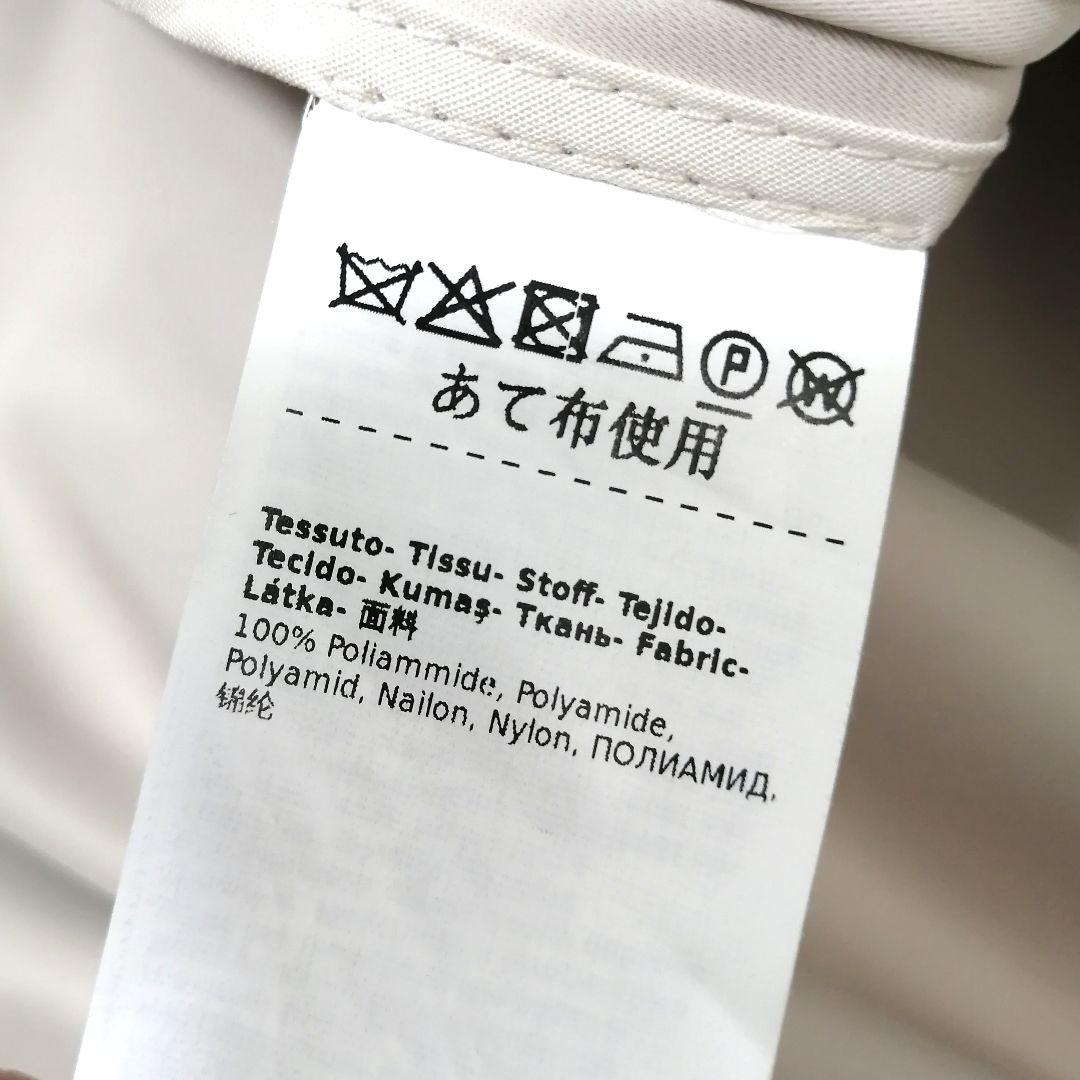 P W
あて布使用
Tessuto- Tissu- Stoff- Tejido-
Tecido- Kumaş- Ткань- Fabric-
Látka- 面料
100% Poliammide, Polyamide,
Polyamid, Nailon, Nylon, ПОЛИАМИД,
锦纶